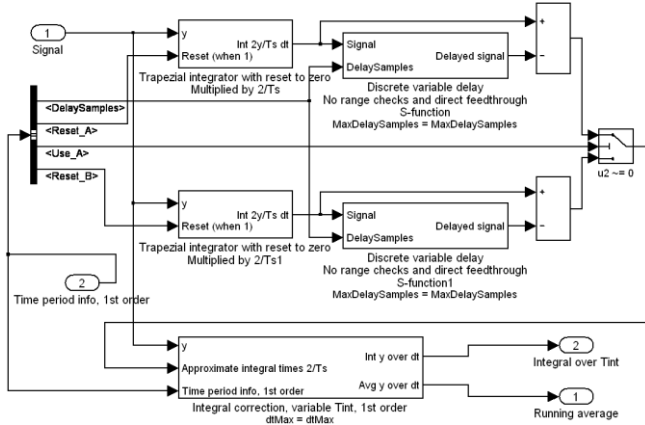 1
Signal
y
Reset (when 1)
Int 2y/Ts dt
Trapezial integrator with reset to zero
Multiplied by 2/Ts
Signal
DelaySamples
Delayed signal
Discrete variable delay
No range checks and direct feedthrough
S-function
MaxDelaySamples = MaxDelaySamples
+
−
<DelaySamples>
<Reset_A>
<Use_A>
<Reset_B>
u2 ~= 0
y
Reset (when 1)
Int 2y/Ts dt
Trapezial integrator with reset to zero
Multiplied by 2/Ts1
Signal
DelaySamples
Delayed signal
Discrete variable delay
No range checks and direct feedthrough
S-function1
MaxDelaySamples = MaxDelaySamples
+
−
2
Time period info, 1st order
y
Approximate integral times 2/Ts
Time period info, 1st order
Int y over dt
Avg y over dt
Integral correction, variable Tint, 1st order
dtMax = dtMax
2
Integral over Tint
1
Running average